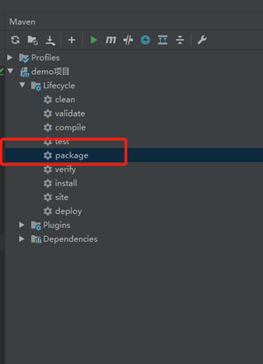 Maven
Profiles
demo项目
Lifecycle
clean
validate
compile
test
package
verify
install
site
deploy
Plugins
Dependencies